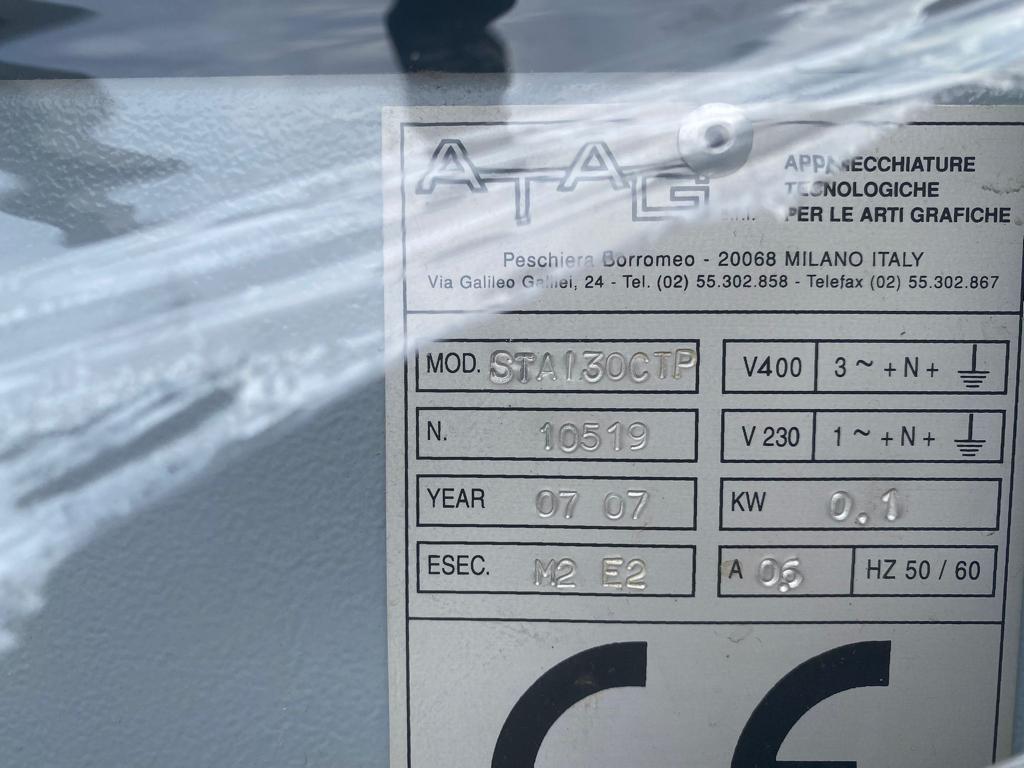 ATAG s.r.l.
APPARECCHIATURE
TECNOLOGICHE
PER LE ARTI GRAFICHE
Peschiera Borromeo - 20068 MILANO ITALY
Via Galileo Galilei, 24 - Tel. (02) 55.302.858 - Telefax (02) 55.302.867
MOD. STA130CTP V400 3 ~ + N +
N. 10519 V 230 1 ~ + N +
YEAR 07 07 KW 0.1
ESEC. M2 E2 A 0,6 HZ 50 / 60
CE